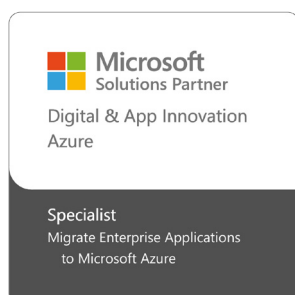 Microsoft
Solutions Partner
Digital & App Innovation
Azure
Specialist
Migrate Enterprise Applications
to Microsoft Azure